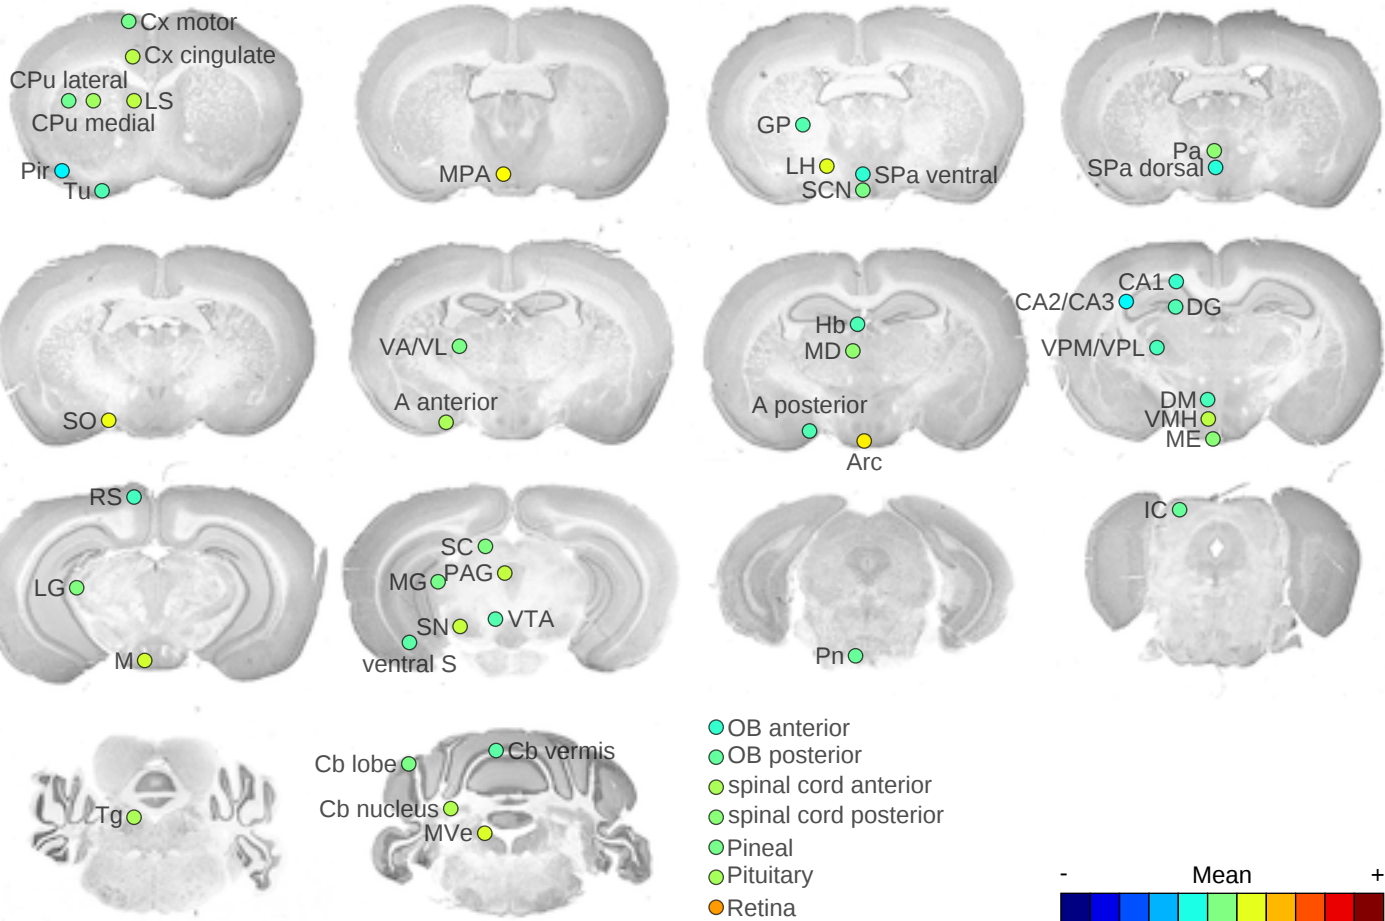 Cx motor
Cx cingulate
CPu lateral
LS
CPu medial
Pir
Tu
MPA
GP
LH
SPa ventral
SCN
Pa
SPa dorsal
SO
VA/VL
A anterior
Hb
MD
A posterior
Arc
CA1
CA2/CA3
DG
VPM/VPL
DM
VMH
ME
RS
LG
M
SC
MG
PAG
SN
VTA
ventral S
Pn
IC
Tg
Cb lobe
Cb vermis
Cb nucleus
MVe
OB anterior
OB posterior
spinal cord anterior
spinal cord posterior
Pineal
Pituitary
Retina
- Mean +